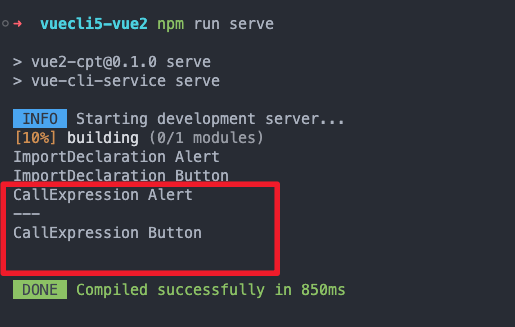 → vuecli5-vue2 npm run serve
> vue2-cpt@0.1.0 serve
> vue-cli-service serve
INFO Starting development server...
[10%] building (0/1 modules)
ImportDeclaration Alert
ImportDeclaration Button
CallExpression Alert
---
CallExpression Button
DONE Compiled successfully in 850ms